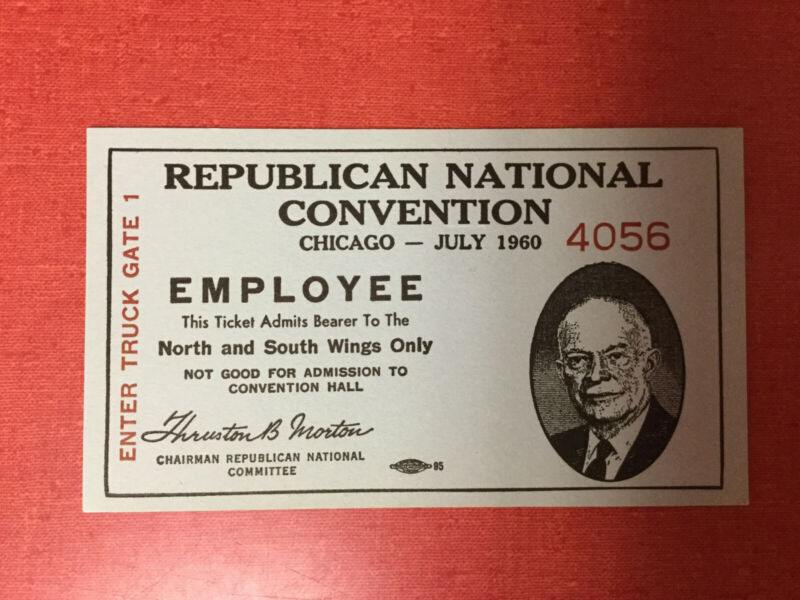 REPUBLICAN NATIONAL
CONVENTION
CHICAGO — JULY 1960
4056
ENTER TRUCK GATE 1
EMPLOYEE
This Ticket Admits Bearer To The
North and South Wings Only
NOT GOOD FOR ADMISSION TO
CONVENTION HALL
Thruston B Morton
CHAIRMAN REPUBLICAN NATIONAL
COMMITTEE
85